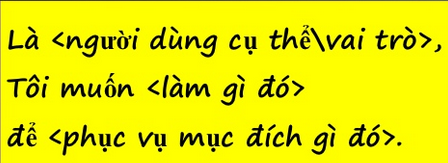 Là <người dùng cụ thể\vai trò>,
Tôi muốn <làm gì đó>
để <phục vụ mục đích gì đó>.